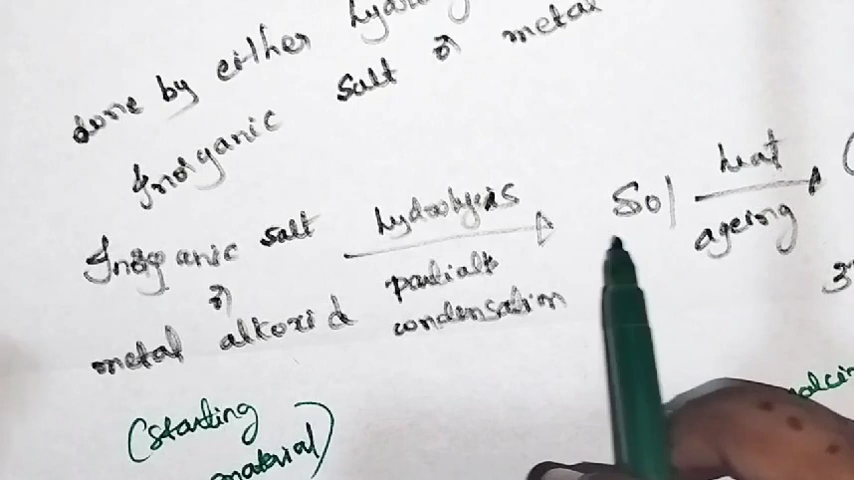 done by either
Inorganic salt or metal
Inorganic salt hydrolysis Sol heat
or partial condensation ageing
metal alkoxid
(starting
material)